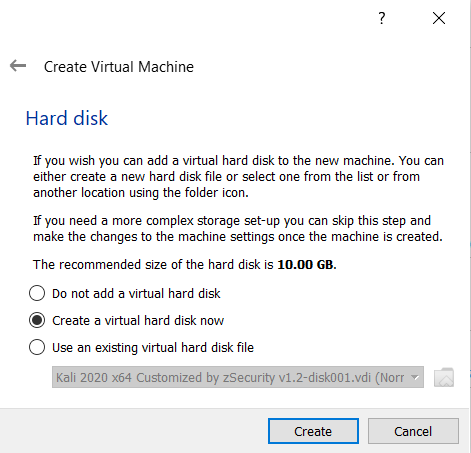 ?
Create Virtual Machine
Hard disk
If you wish you can add a virtual hard disk to the new machine. You can
either create a new hard disk file or select one from the list or from
another location using the folder icon.
If you need a more complex storage set-up you can skip this step and
make the changes to the machine settings once the machine is created.
The recommended size of the hard disk is 10.00 GB.
Do not add a virtual hard disk
Create a virtual hard disk now
Use an existing virtual hard disk file
Kali 2020 x64 Customized by zSecurity v1.2-disk001.vdi (Norr
Create Cancel